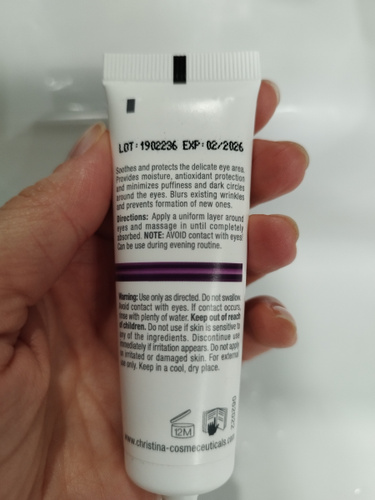 LOT: 1902236 EXP: 02/2026
Soothes and protects the delicate eye area.
Provides moisture, antioxidant protection
and minimizes puffiness and dark circles
around the eyes. Blurs existing wrinkles
and prevents formation of new ones.
Directions: Apply a uniform layer around
eyes and massage in until completely
absorbed. NOTE: AVOID contact with eyes!
Can be used during evening routine.
Warning: Use only as directed. Do not swallow.
Avoid contact with eyes. If contact occurs,
rinse with plenty of water. Keep out of reach
of children. Do not use if skin is sensitive to
any of the ingredients. Discontinue use
immediately if irritation appears. Do not apply
on irritated or damaged skin. For external
use only. Keep in a cool, dry place.
12M
www.christina-cosmeceuticals.com